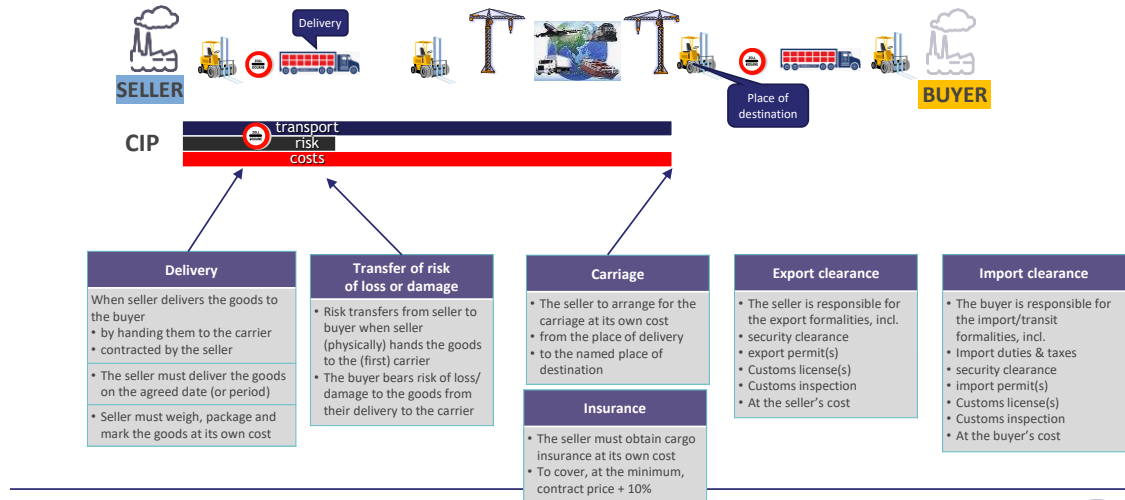 Delivery
SELLER
BUYER
Place of
destination
CIP
transport
risk
costs
Delivery
When seller delivers the goods to
the buyer
• by handing them to the carrier
• contracted by the seller
• The seller must deliver the goods
on the agreed date (or period)
• Seller must weigh, package and
mark the goods at its own cost
Transfer of risk
of loss or damage
• Risk transfers from seller to
buyer when seller
(physically) hands the goods
to the (first) carrier
• The buyer bears risk of loss/
damage to the goods from
their delivery to the carrier
Carriage
• The seller to arrange for the
carriage at its own cost
• from the place of delivery
• to the named place of
destination
Insurance
• The seller must obtain cargo
insurance at its own cost
• To cover, at the minimum,
contract price + 10%
Export clearance
• The seller is responsible for
the export formalities, incl.
• security clearance
• export permit(s)
• Customs license(s)
• Customs inspection
• At the seller's cost
Import clearance
• The buyer is responsible for
the import/transit
formalities, incl.
• Import duties & taxes
• security clearance
• import permit(s)
• Customs license(s)
• Customs inspection
• At the buyer's cost